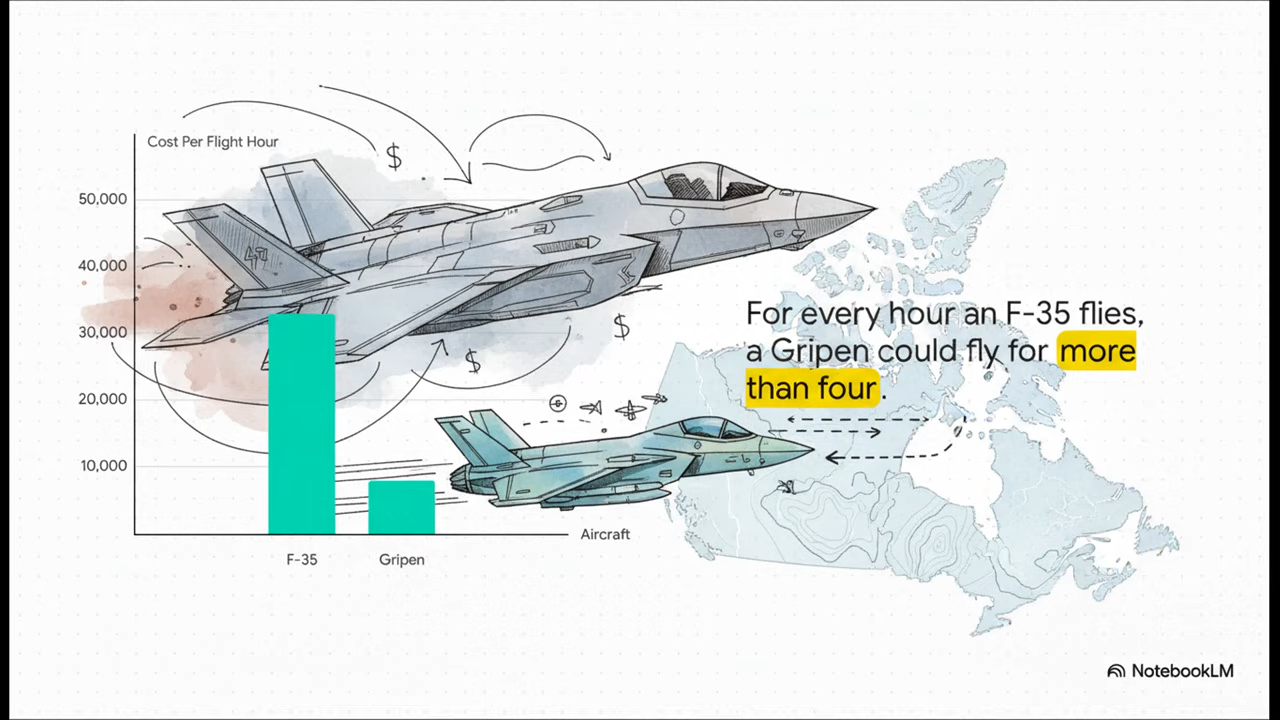 Cost Per Flight Hour
$
50,000
40,000
30,000
20,000
10,000
$
$
For every hour an F-35 flies,
a Gripen could fly for more
than four.
Aircraft
F-35
Gripen
NotebookLM